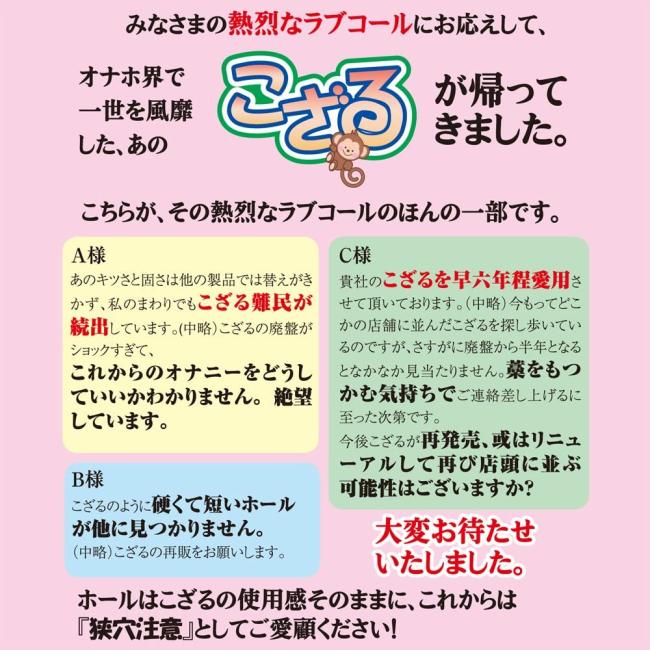 みなさまの熱烈なラブコールにお応えして、
オナホ界で
一世を風靡
した、あの
こざる
が帰って
きました。
こちらが、その熱烈なラブコールのほんの一部です。
A様
あのキツさと固さは他の製品では替えがき
かず、私のまわりでもこざる難民が
続出しています。(中略)こざるの廃盤が
ショックすぎて、
これからのオナニーをどうし
ていいかわかりません。絶望
しています。
B様
こざるのように硬くて短いホール
が他に見つかりません。
(中略)こざるの再販をお願いします。
C様
貴社のこざるを早六年程愛用さ
せて頂いております。(中略)今もってどこ
かの店舗に並んだこざるを探し歩いてい
るのですが、さすがに廃盤から半年となる
となかなか見当たりません。藁をもつ
かむ気持ちでご連絡差し上げるに
至った次第です。
今後こざるが再発売、或はリニュ
ーアルして再び店頭に並ぶ
可能性はございますか?
大変お待たせ
いたしました。
ホールはこざるの使用感そのままに、これからは
『狭穴注意』としてご愛顧ください!